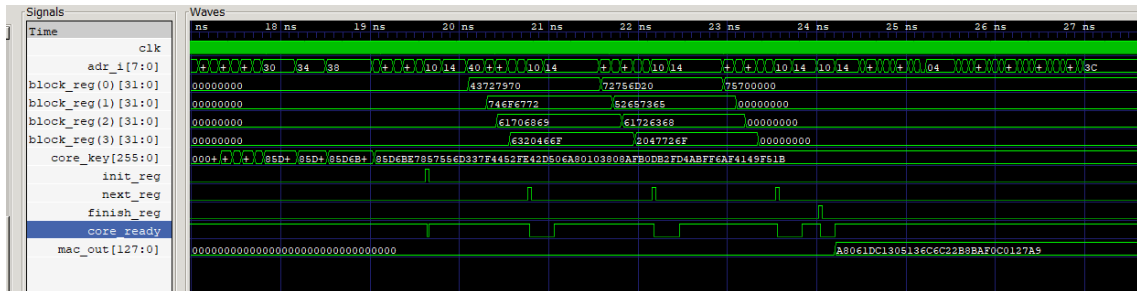 Signals Waves
Time ns 18 ns 19 ns 20 ns 21 ns 22 ns 23 ns 24 ns 25 ns 26 ns 27 ns
clk
adr_i[7:0] + + + 30 34 38 + + 10 14 40 + + 10 14 + + 10 14 + + 10 14 10 14 + + + 04 + + + + 3C
block_reg(0)[31:0] 00000000 43727970 72756D20 75700000
block_reg(1)[31:0] 00000000 746F6772 52657365 00000000
block_reg(2)[31:0] 00000000 61706869 61726368 00000000
block_reg(3)[31:0] 00000000 6320466F 2047726F 00000000
core_key[255:0] 000+ + + 85D+ 85D+ 85D6B+ 85D6BE7857556D337F4452FE42D506A80103808AFB0DB2FD4ABFF6AF4149F51B
init_reg
next_reg
finish_reg
core_ready
mac_out[127:0] 00000000000000000000000000000000 A8061DC1305136C6C22B8BAF0C0127A9